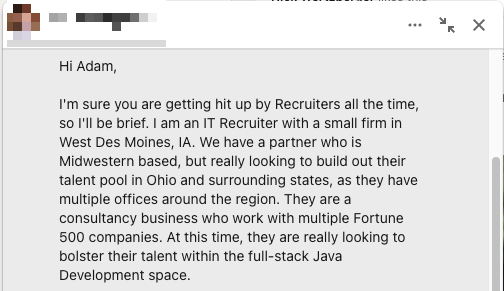 Hi Adam,
I'm sure you are getting hit up by Recruiters all the time,
so I'll be brief. I am an IT Recruiter with a small firm in
West Des Moines, IA. We have a partner who is
Midwestern based, but really looking to build out their
talent pool in Ohio and surrounding states, as they have
multiple offices around the region. They are a
consultancy business who work with multiple Fortune
500 companies. At this time, they are really looking to
bolster their talent within the full-stack Java
Development space.